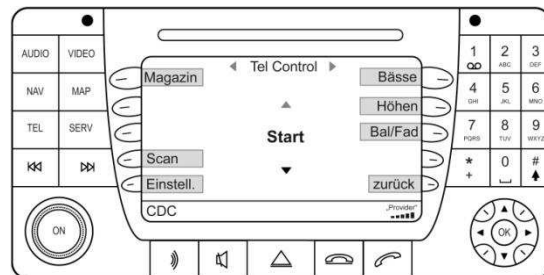 AUDIO VIDEO
NAV MAP
TEL SERV
ON
Tel Control
Magazin
Bässe
Höhen
Start
Bal/Fad
Scan
Einstell.
zurück
CDC
„Provider“
1 2 ABC 3 DEF
4 GHI 5 JKL 6 MNO
7 PQRS 8 TUV 9 WXYZ
* + 0 #
OK